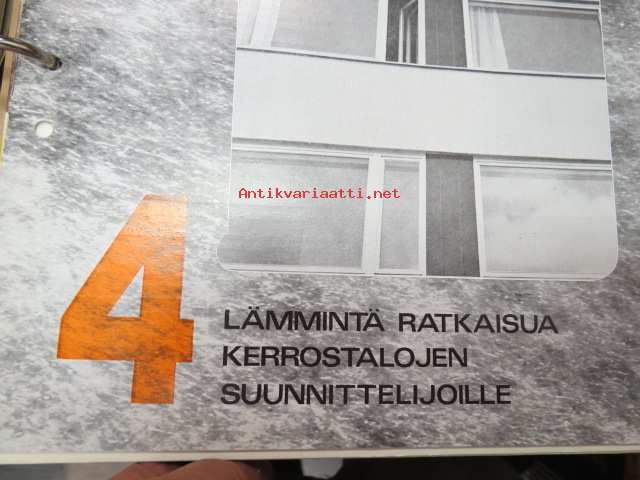 Antikvariaatti.net
4
LÄMMINTÄ RATKAISUA
KERROSTALOJEN
SUUNNITTELIJOILLE